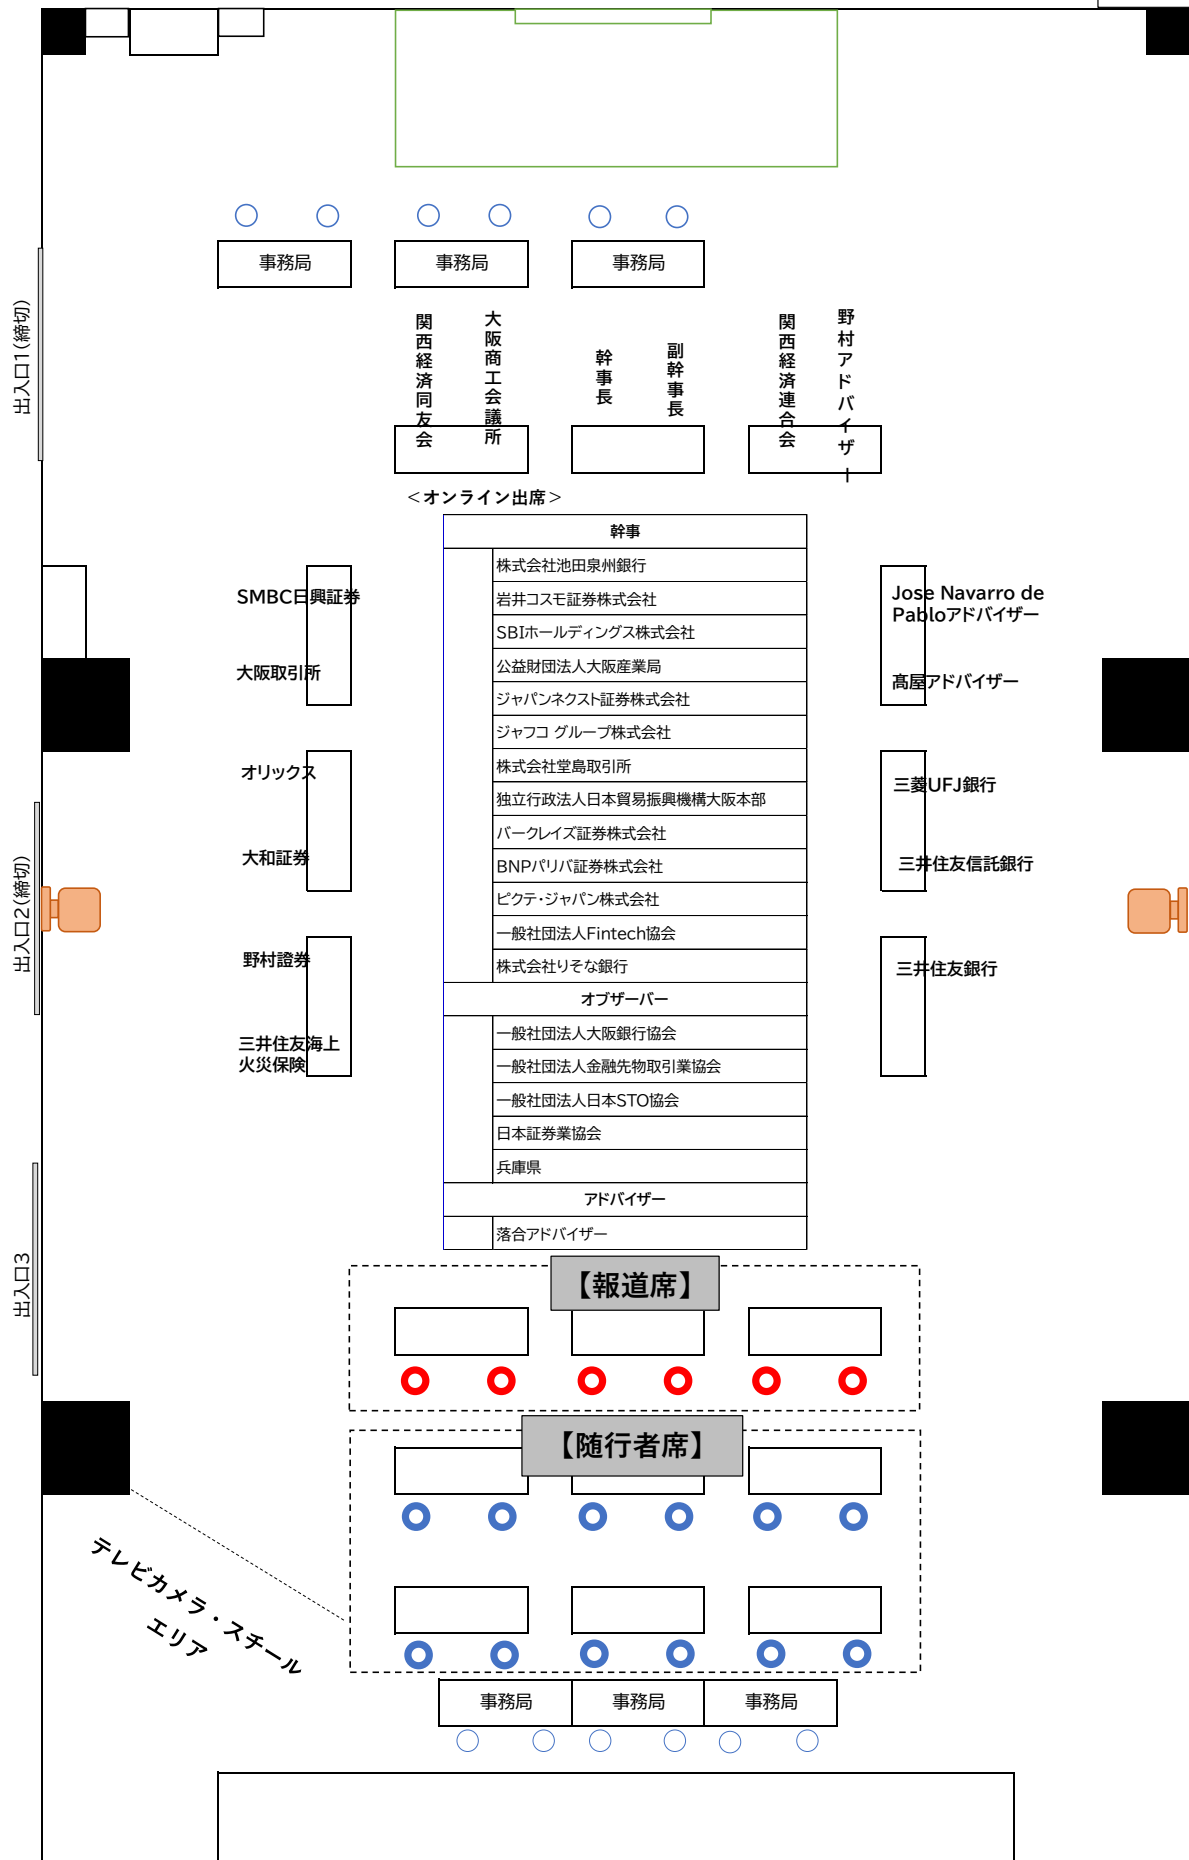 事務局
事務局
事務局
出入口1(締切)
関西経済同友会
大阪商工会議所
幹事長
副幹事長
関西経済連合会
野村アドバイザー
＜オンライン出席＞
幹事
株式会社池田泉州銀行
岩井コスモ証券株式会社
SBIホールディングス株式会社
公益財団法人大阪産業局
ジャパンネクスト証券株式会社
ジャフコ グループ株式会社
株式会社堂島取引所
独立行政法人日本貿易振興機構大阪本部
バークレイズ証券株式会社
BNPパリバ証券株式会社
ピクテ・ジャパン株式会社
一般社団法人Fintech協会
株式会社りそな銀行
オブザーバー
一般社団法人大阪銀行協会
一般社団法人金融先物取引業協会
一般社団法人日本STO協会
日本証券業協会
兵庫県
アドバイザー
落合アドバイザー
SMBC日興証券
大阪取引所
オリックス
大和証券
野村證券
三井住友海上
火災保険
Jose Navarro de
Pabloアドバイザー
髙屋アドバイザー
三菱UFJ銀行
三井住友信託銀行
三井住友銀行
出入口2(締切)
出入口3
【報道席】
【随行者席】
テレビカメラ・スチール
エリア
事務局
事務局
事務局